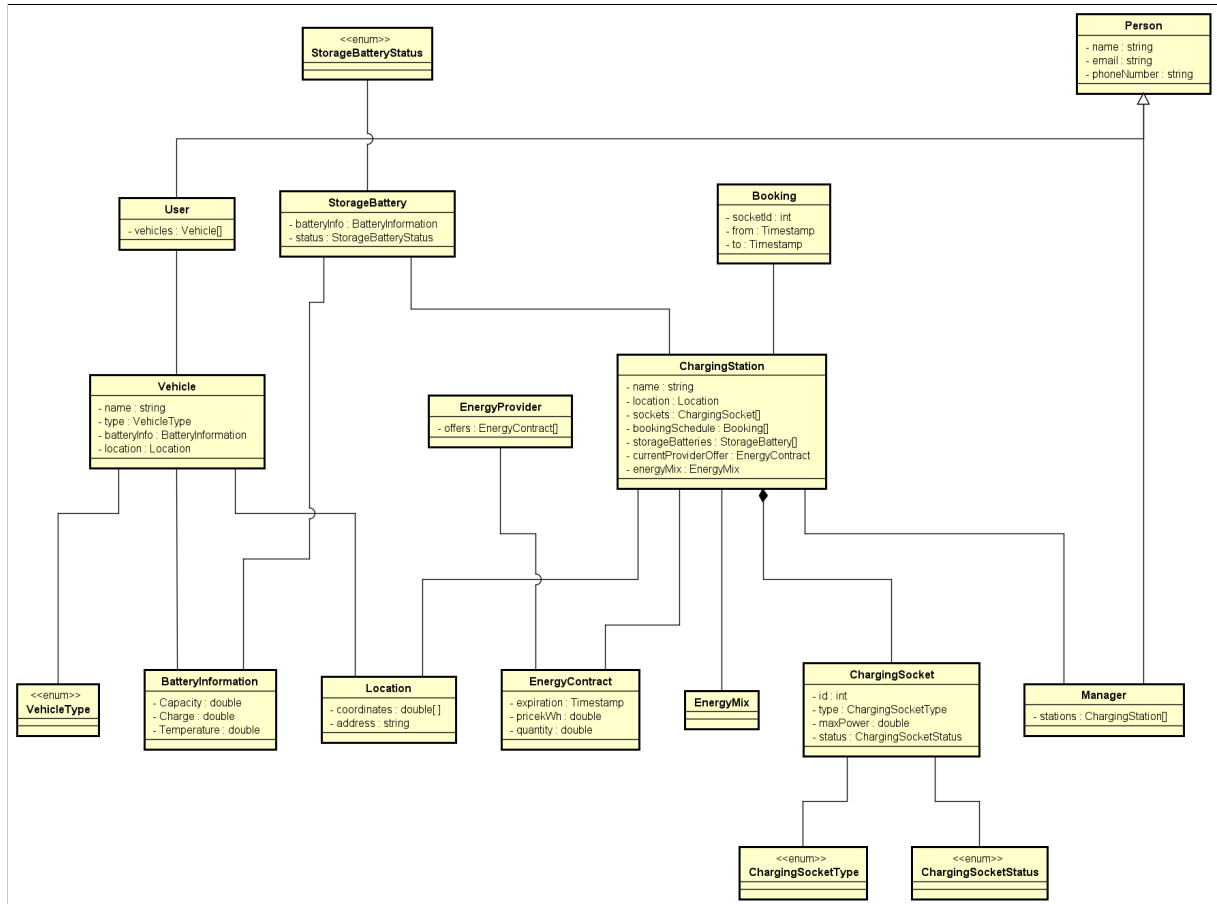 <<enum>>
StorageBatteryStatus
Person
- name : string
- email : string
- phoneNumber : string
User
- vehicles : Vehicle[]
StorageBattery
- batteryInfo : BatteryInformation
- status : StorageBatteryStatus
Booking
- socketId : int
- from : Timestamp
- to : Timestamp
Vehicle
- name : string
- type : VehicleType
- batteryInfo : BatteryInformation
- location : Location
EnergyProvider
- offers : EnergyContract[]
ChargingStation
- name : string
- location : Location
- sockets : ChargingSocket[]
- bookingSchedule : Booking[]
- storageBatteries : StorageBattery[]
- currentProviderOffer : EnergyContract
- energyMix : EnergyMix
<<enum>>
VehicleType
BatteryInformation
- Capacity : double
- Charge : double
- Temperature : double
Location
- coordinates : double[ ]
- address : string
EnergyContract
- expiration : Timestamp
- pricekWh : double
- quantity : double
EnergyMix
ChargingSocket
- id : int
- type : ChargingSocketType
- maxPower : double
- status : ChargingSocketStatus
Manager
- stations : ChargingStation[]
<<enum>>
ChargingSocketType
<<enum>>
ChargingSocketStatus